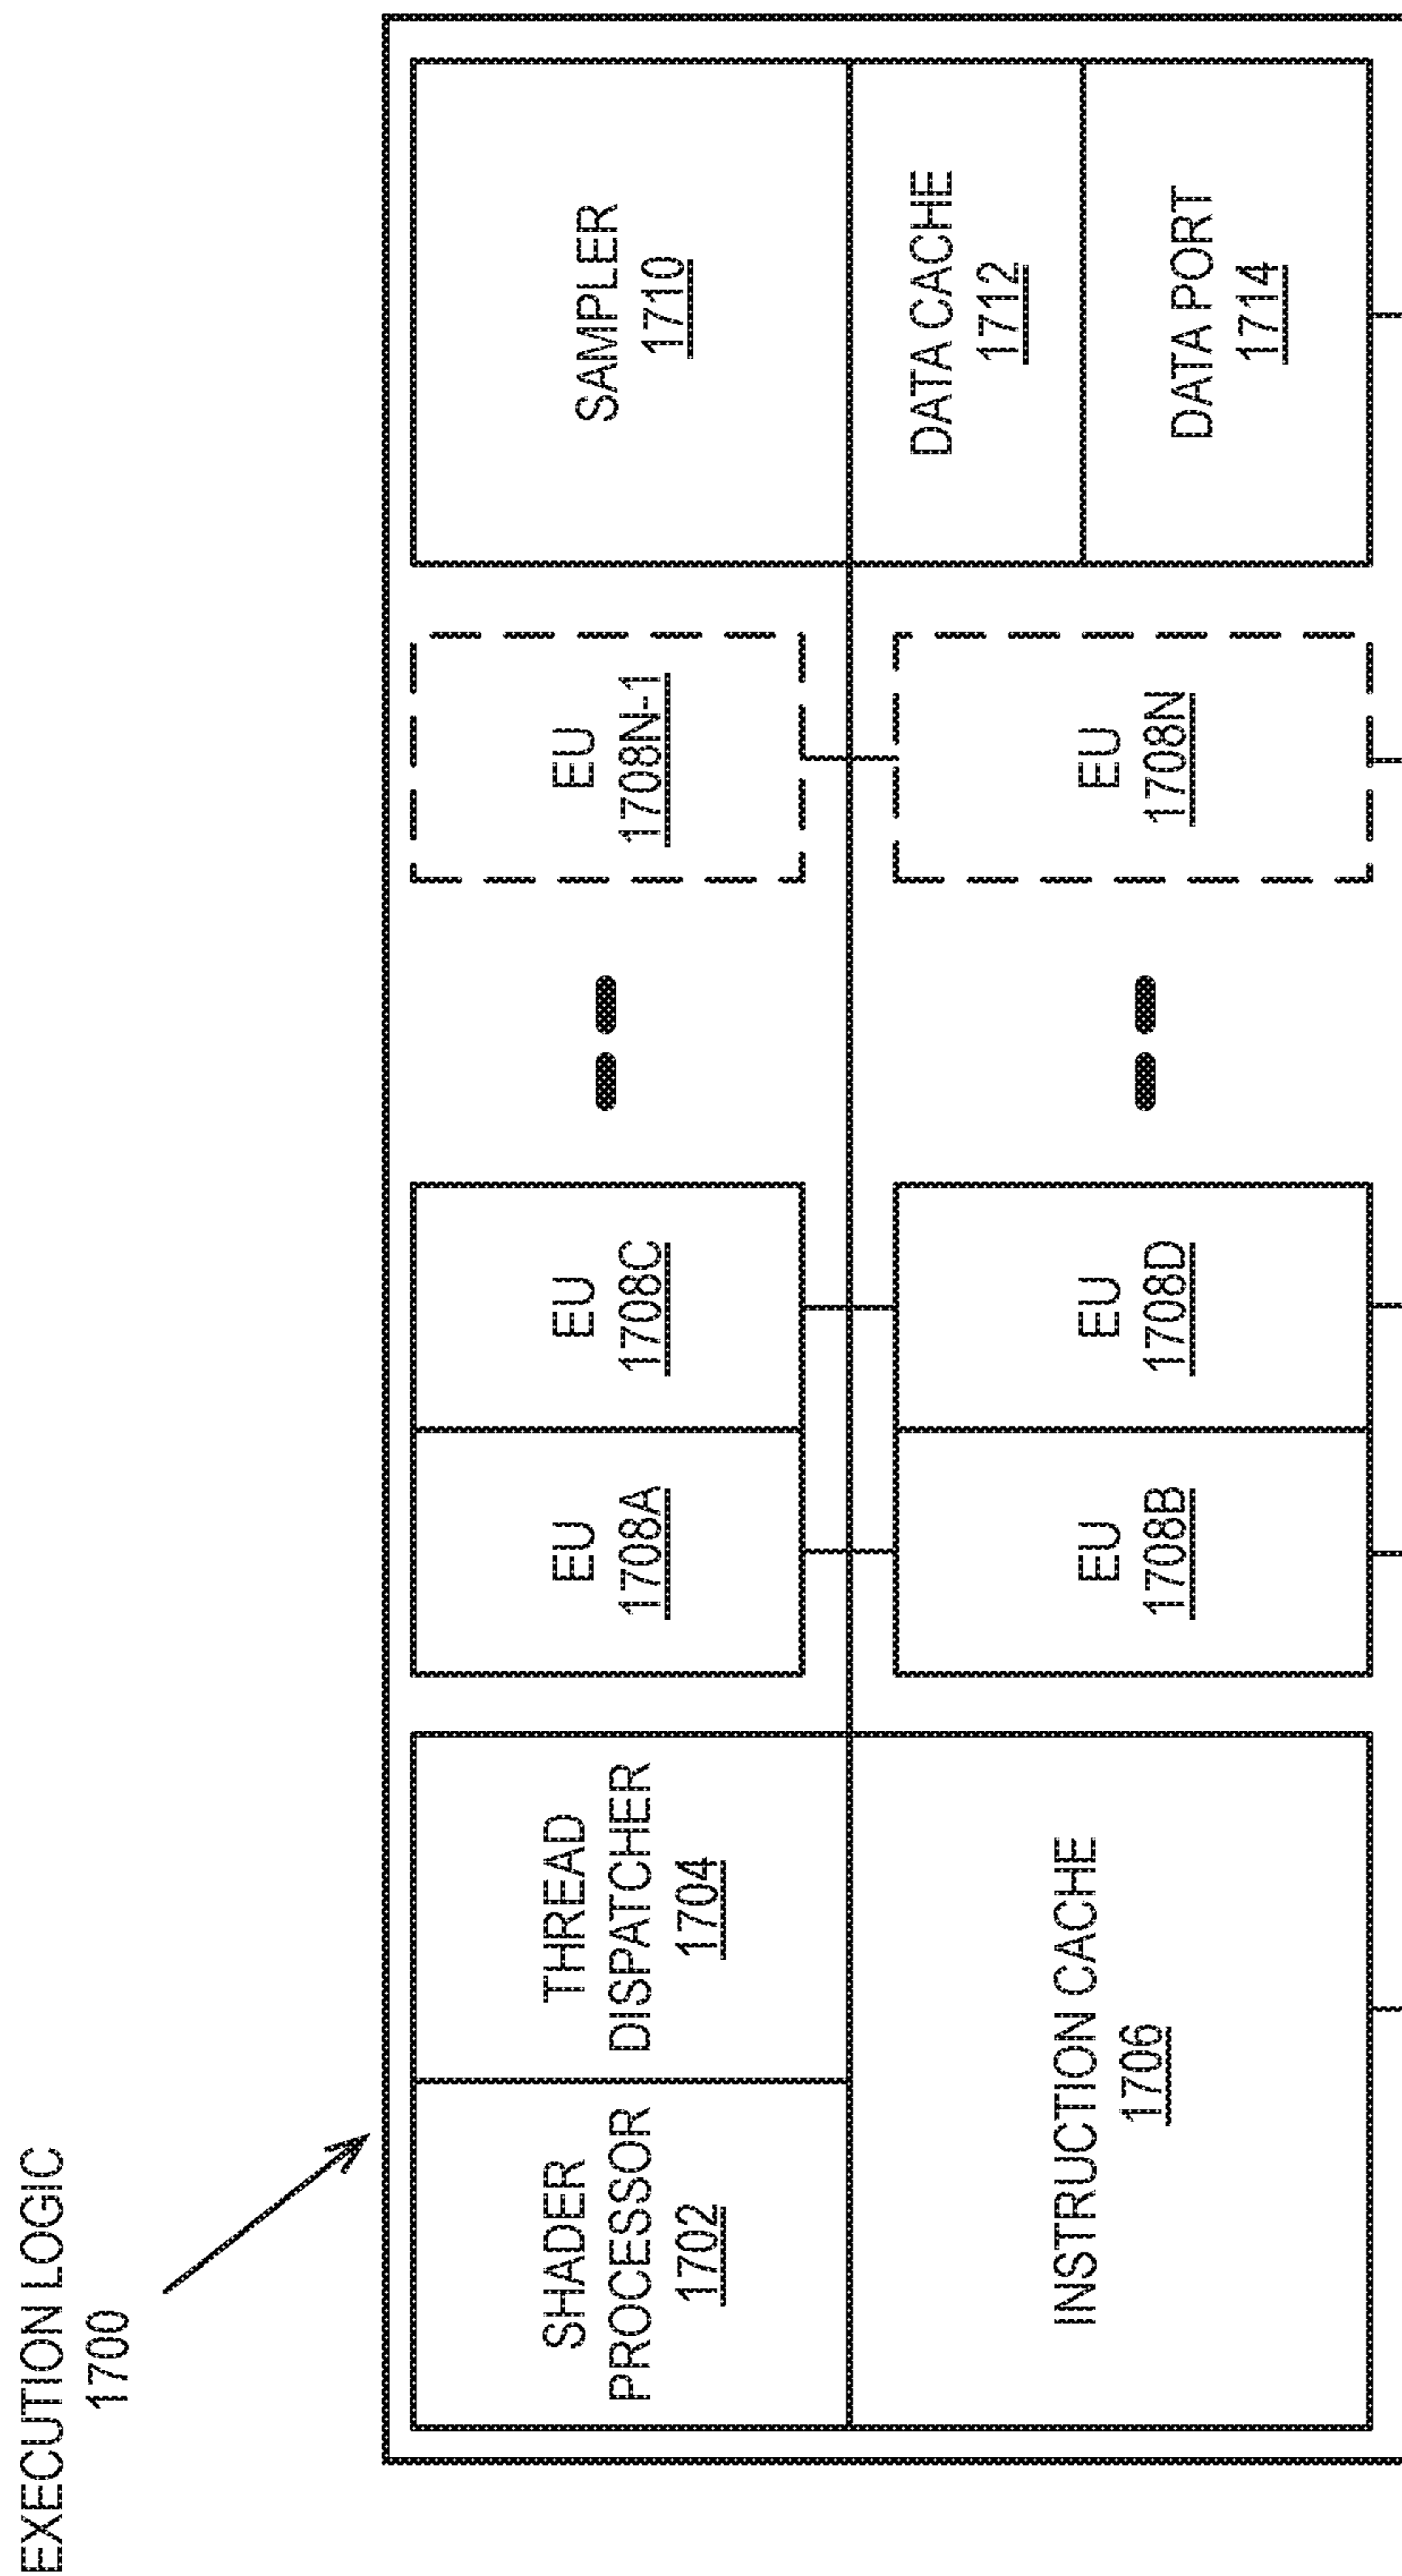 EXECUTION LOGIC
1700
SHADER
PROCESSOR
1702
THREAD
DISPATCHER
1704
INSTRUCTION CACHE
1706
EU
1708A
EU
1708C
EU
1708N-1
EU
1708B
EU
1708D
EU
1708N
SAMPLER
1710
DATA CACHE
1712
DATA PORT
1714